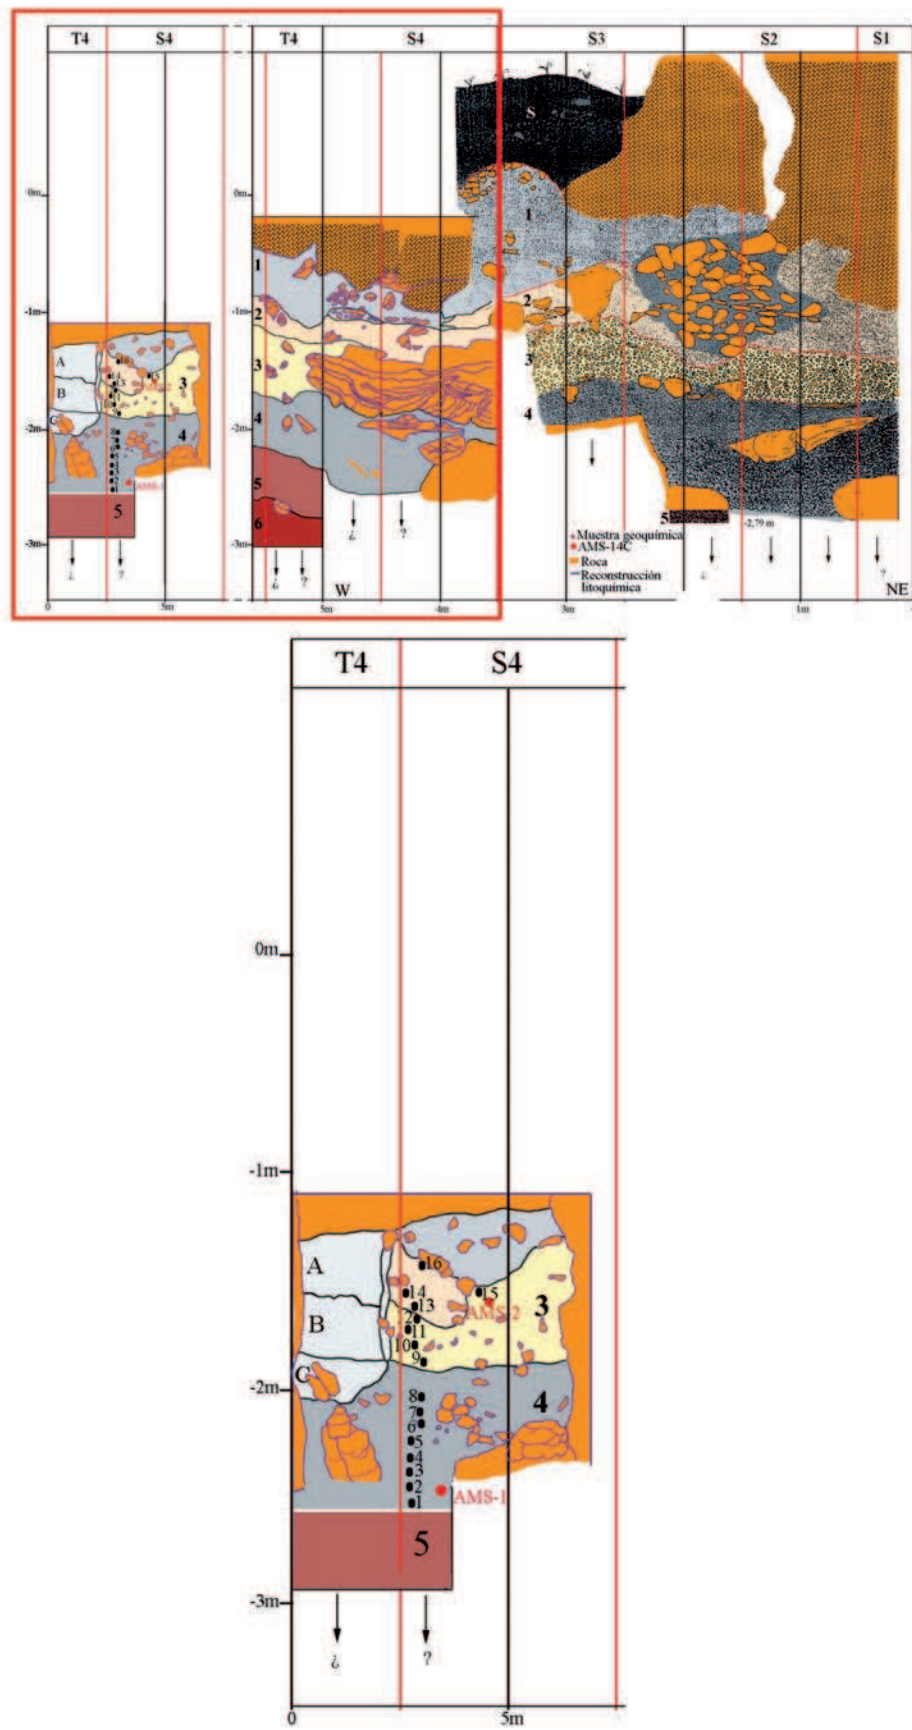 T4 S4 T4 S4 S3 S2 S1
S
0m 0m
1
1
-1m -1m
2
2
A
3
3
3
B
4
4
C
-2m -2m
4
AMS-1
5
5
5
-2,79 m
6
Muestra geoquímica
AMS-14C
Roca
Reconstrucción
litoquímica
-3m -3m
¿ ? ¿ ? ? ¿ ?
W NE
0 5m 5m 4m 3m 1m
T4 S4
0m
-1m
A
16
14
15
13
3
AMS-2
2
B
11
10
9
C
-2m
8
4
7
6
5
4
3
2
AMS-1
1
5
-3m
¿ ?
0 5m